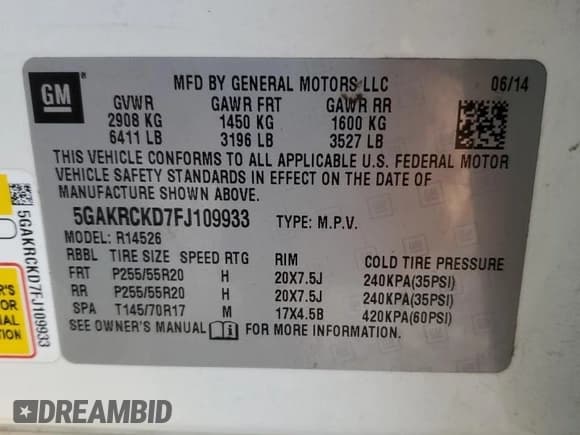 GM
MFD BY GENERAL MOTORS LLC 06/14
GVWR GAWR FRT GAWR RR
2908 KG 1450 KG 1600 KG
6411 LB 3196 LB 3527 LB
THIS VEHICLE CONFORMS TO ALL APPLICABLE U.S. FEDERAL MOTOR
VEHICLE SAFETY STANDARDS IN EFFECT ON THE DATE OF
MANUFACTURE SHOWN ABOVE.
5GAKRCKD7FJ109933 TYPE: M.P.V.
MODEL: R14526
RBBL TIRE SIZE SPEED RTG RIM COLD TIRE PRESSURE
FRT P255/55R20 H 20X7.5J 240KPA(35PSI)
RR P255/55R20 H 20X7.5J 240KPA(35PSI)
SPA T145/70R17 M 17X4.5B 420KPA(60PSI)
SEE OWNER'S MANUAL i FOR MORE INFORMATION.
5GAKRCKD7FJ109933
DREAMBID